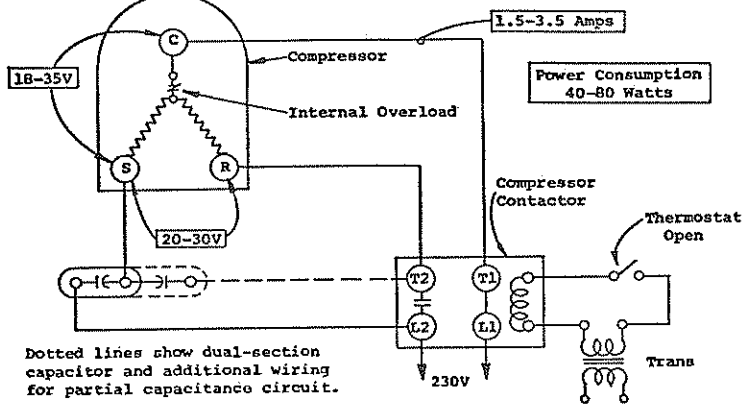 1.5-3.5 Amps
C
Compressor
18-35V
Power Consumption
40-80 Watts
Internal Overload
S
R
Compressor
Contactor
Thermostat
Open
20-30V
T2
T1
L2
L1
Trans
230V
Dotted lines show dual-section
capacitor and additional wiring
for partial capacitance circuit.